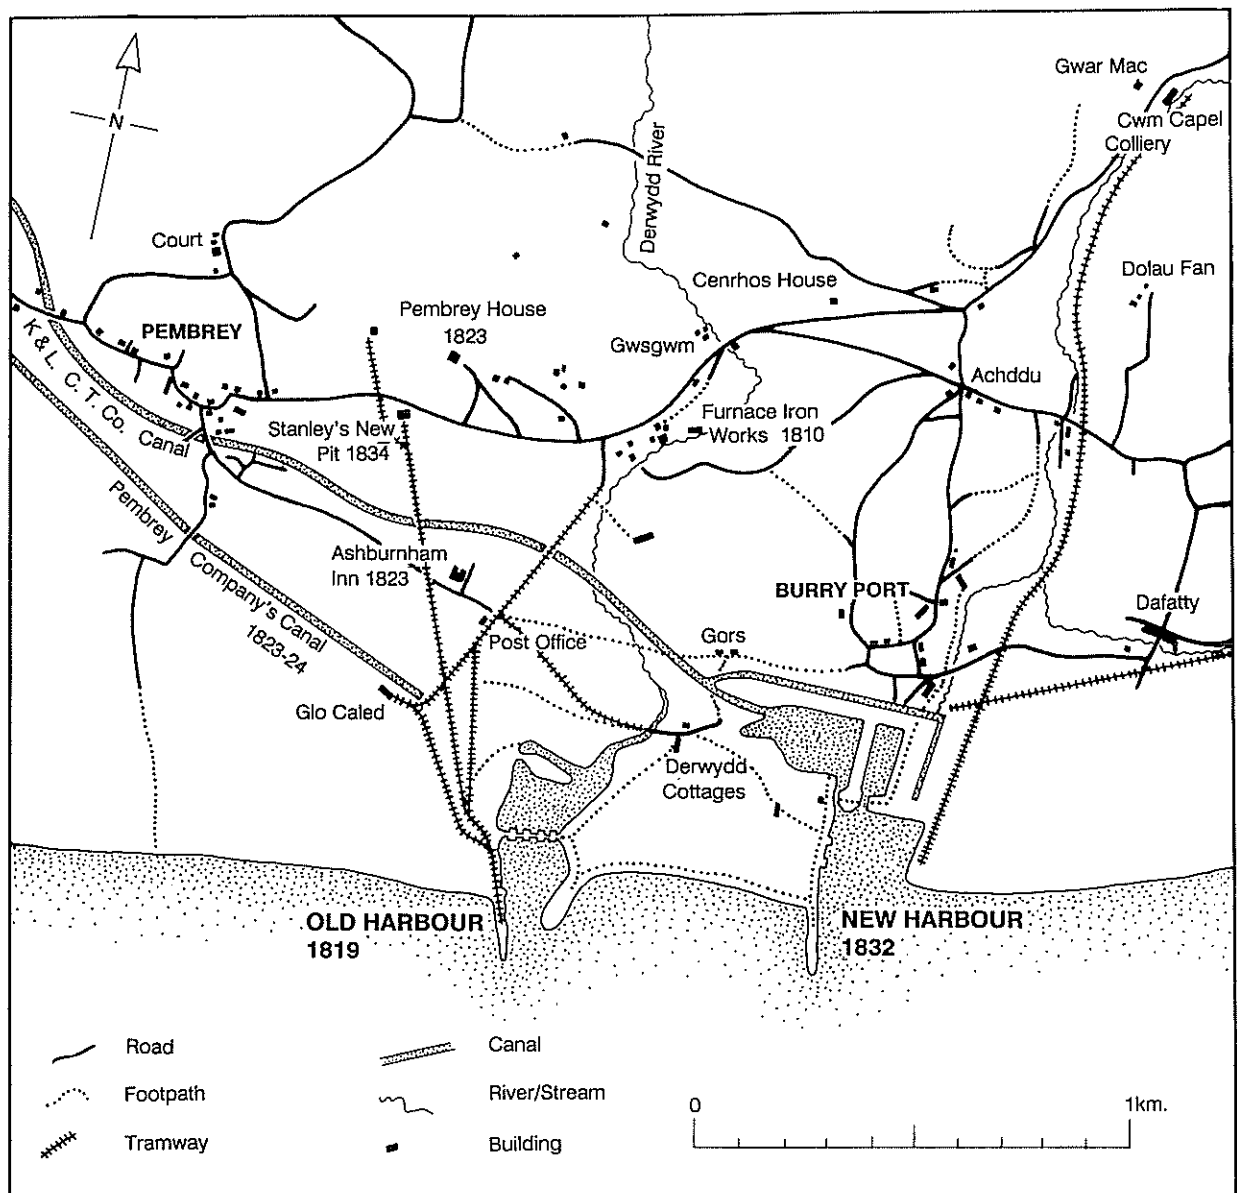 N
Gwar Mac
Cwm Capel
Colliery
Derwydd River
Court
Cenrhos House
Dolau Fan
Pembrey House
1823
PEMBREY
Gwsgwm
K & L. C. T. Co. Canal
Achddu
Stanley's New
Pit 1834
Furnace Iron
Works 1810
Pembrey Company's Canal
1823-24
Ashburnham
Inn 1823
BURRY PORT
Dafatty
Post Office
Gors
Glo Caled
Derwydd
Cottages
OLD HARBOUR
1819
NEW HARBOUR
1832
Road
Canal
Footpath
River/Stream
Tramway
Building
0
1km.